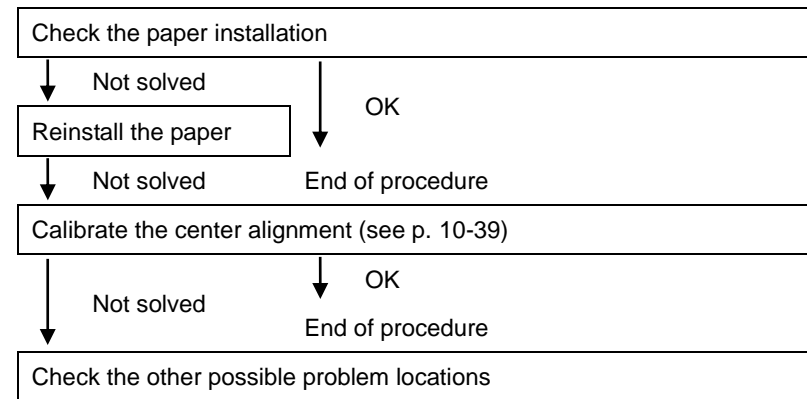 Check the paper installation
Not solved
OK
Reinstall the paper
Not solved
End of procedure
Calibrate the center alignment (see p. 10-39)
OK
Not solved
End of procedure
Check the other possible problem locations